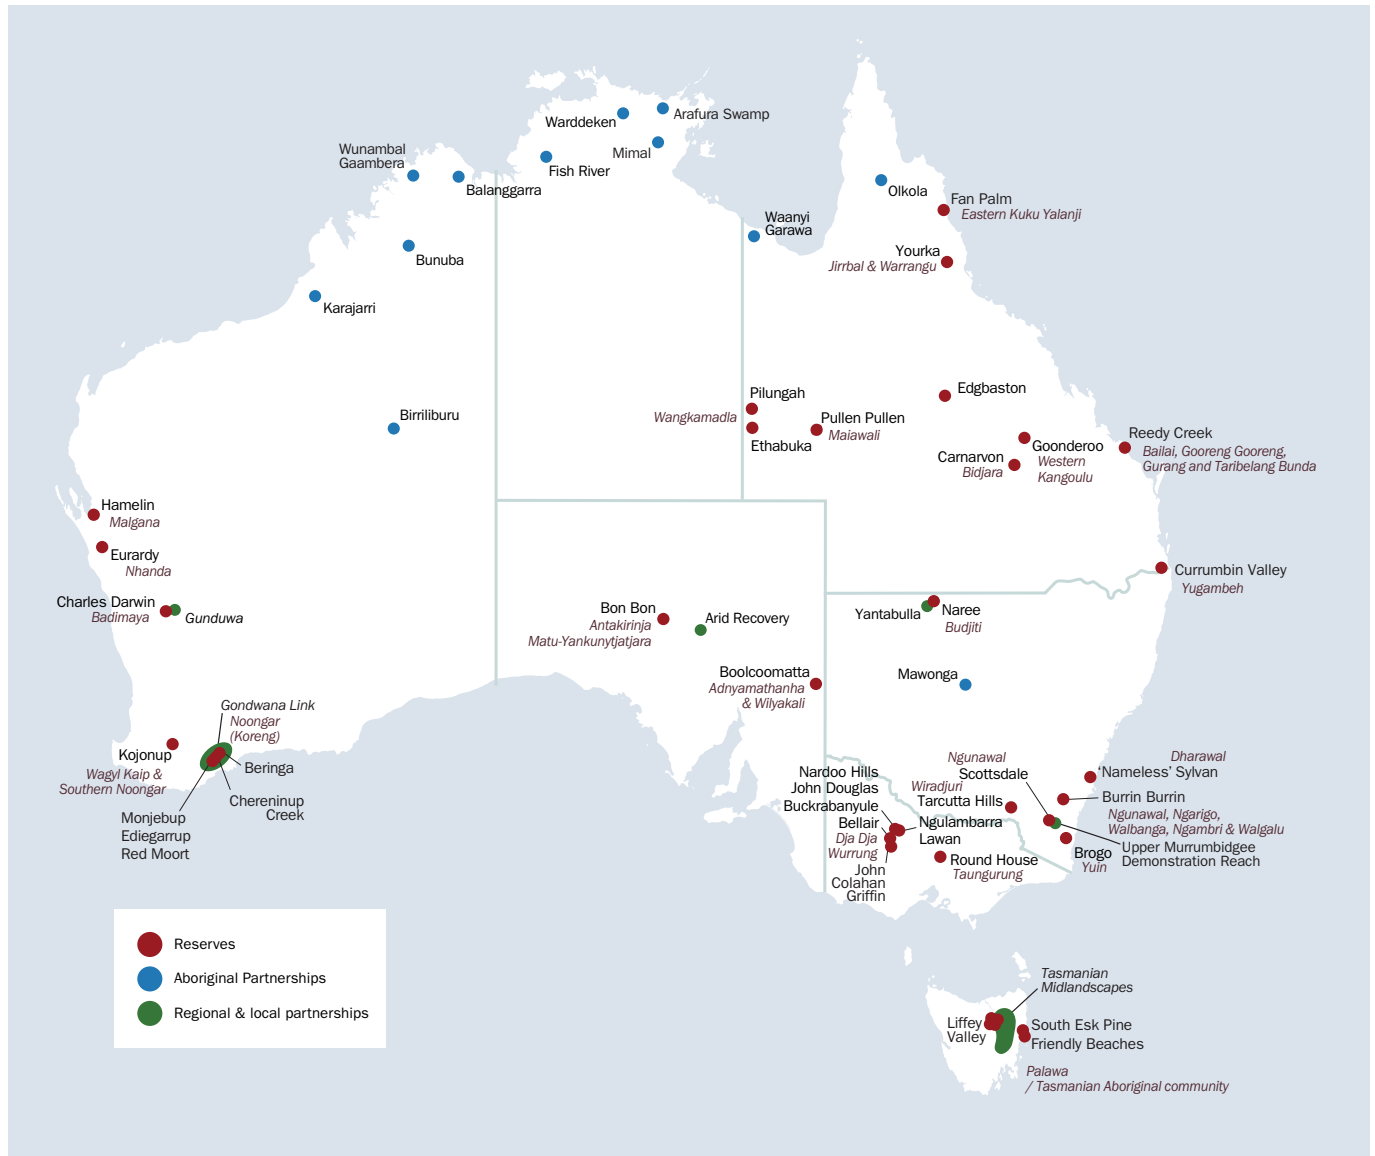 Warddeken
Arafura Swamp
Mimal
Fish River
Wunambal
Gaambera
Balanggarra
Bunuba
Karajarri
Birriliburu
Waanyi
Garawa
Olkola
Fan Palm
Eastern Kuku Yalanji
Yourka
Jirrbal & Warrangu
Pilungah
Wangkamadla
Ethabuka
Pullen Pullen
Maiawali
Edgbaston
Goonderoo
Western
Kangoulu
Carnarvon
Bidjara
Reedy Creek
Bailai, Gooreng Gooreng,
Gurang and Taribelang Bunda
Currumbin Valley
Yugambeh
Hamelin
Malgana
Eurardy
Nhanda
Charles Darwin
Badimaya
Gunduwa
Bon Bon
Antakirinja
Matu-Yankunytjatjara
Arid Recovery
Boolcoomatta
Adnyamathanha
& Wilyakali
Yantabulla
Naree
Budjiti
Mawonga
Gondwana Link
Noongar
(Koreng)
Kojonup
Wagyl Kaip &
Southern Noongar
Beringa
Chereninup
Creek
Monjebup
Ediegarrup
Red Moort
Nardoo Hills
John Douglas
Buckrabanyule
Bellair
Dja Dja
Wurrung
John
Colahan
Griffin
Ngulambarra
Lawan
Round House
Taungurung
Wiradjuri
Tarcutta Hills
Ngunawal
Scottsdale
Dharawal
‘Nameless’ Sylvan
Burrin Burrin
Ngunawal, Ngarigo,
Walbanga, Ngambri & Walgalu
Upper Murrumbidgee
Demonstration Reach
Brogo
Yuin
Reserves
Aboriginal Partnerships
Regional & local partnerships
Tasmanian
Midlandscapes
Liffey
Valley
South Esk Pine
Friendly Beaches
Palawa
/ Tasmanian Aboriginal community